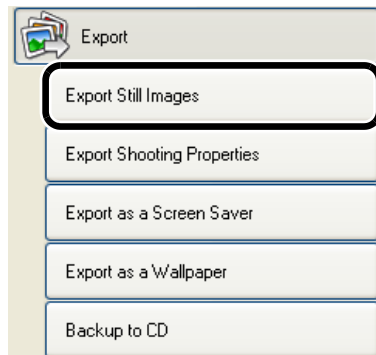 Export
Export Still Images
Export Shooting Properties
Export as a Screen Saver
Export as a Wallpaper
Backup to CD